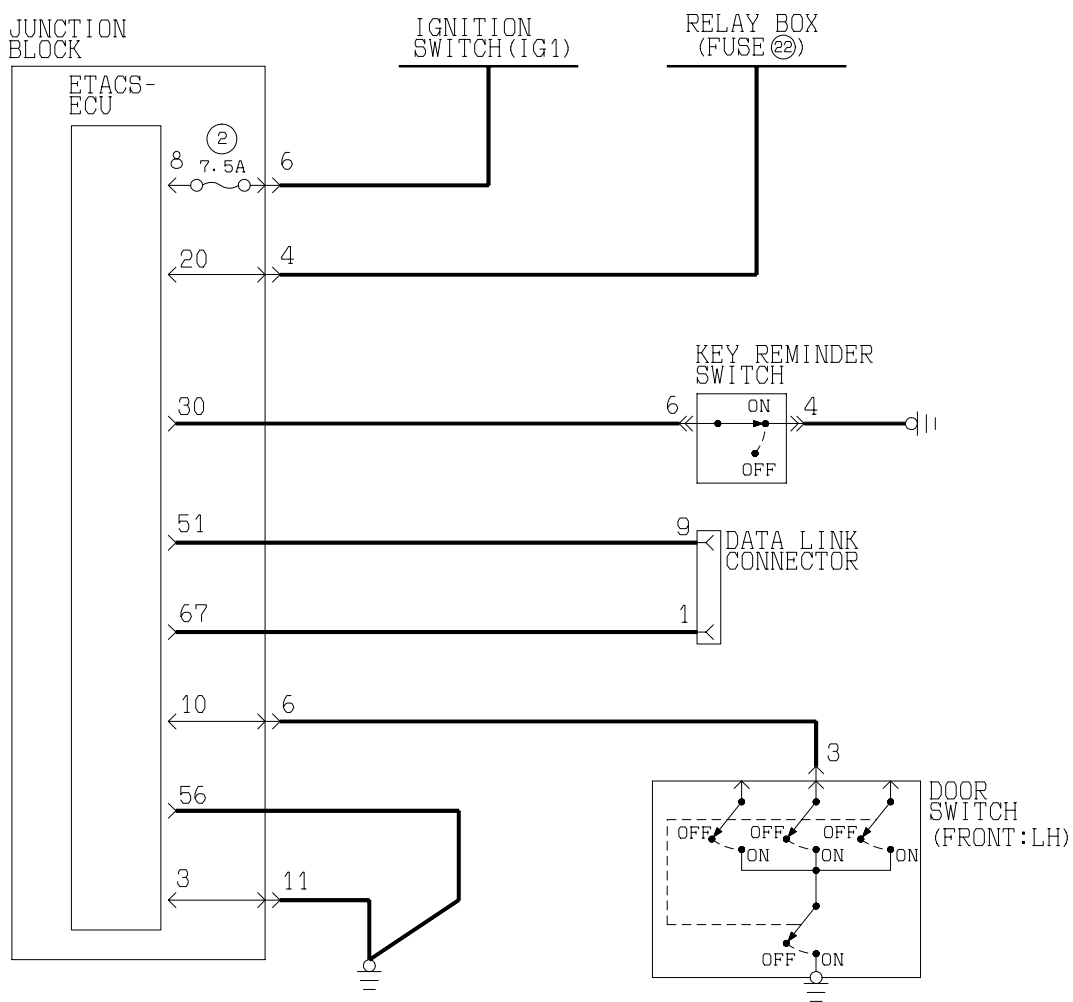 JUNCTION
BLOCK
IGNITION
SWITCH(IG1)
RELAY BOX
(FUSE 22)
ETACS-
ECU
2
8
7.5A
6
20
4
KEY REMINDER
SWITCH
30
6
ON
4
OFF
51
9
DATA LINK
CONNECTOR
67
1
10
6
3
DOOR
SWITCH
(FRONT:LH)
56
OFF
OFF
OFF
ON
ON
ON
3
11
OFF
ON